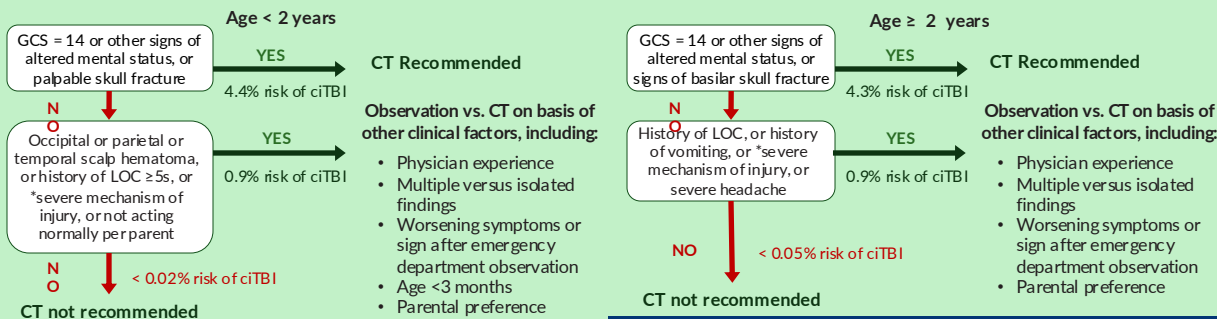 Age < 2 years
GCS = 14 or other signs of
altered mental status, or
palpable skull fracture
YES
4.4% risk of ciTBI
CT Recommended
N
O
Occipital or parietal or
temporal scalp hematoma,
or history of LOC ≥5s, or
*severe mechanism of
injury, or not acting
normally per parent
YES
0.9% risk of ciTBI
Observation vs. CT on basis of
other clinical factors, including:
• Physician experience
• Multiple versus isolated
findings
• Worsening symptoms or
sign after emergency
department observation
• Age <3 months
• Parental preference
N
O
< 0.02% risk of ciTBI
CT not recommended
Age ≥ 2 years
GCS = 14 or other signs of
altered mental status, or
signs of basilar skull fracture
YES
4.3% risk of ciTBI
CT Recommended
N
O
History of LOC, or history
of vomiting, or *severe
mechanism of injury, or
severe headache
YES
0.9% risk of ciTBI
Observation vs. CT on basis of
other clinical factors, including:
• Physician experience
• Multiple versus isolated
findings
• Worsening symptoms or
sign after emergency
department observation
• Parental preference
NO
< 0.05% risk of ciTBI
CT not recommended